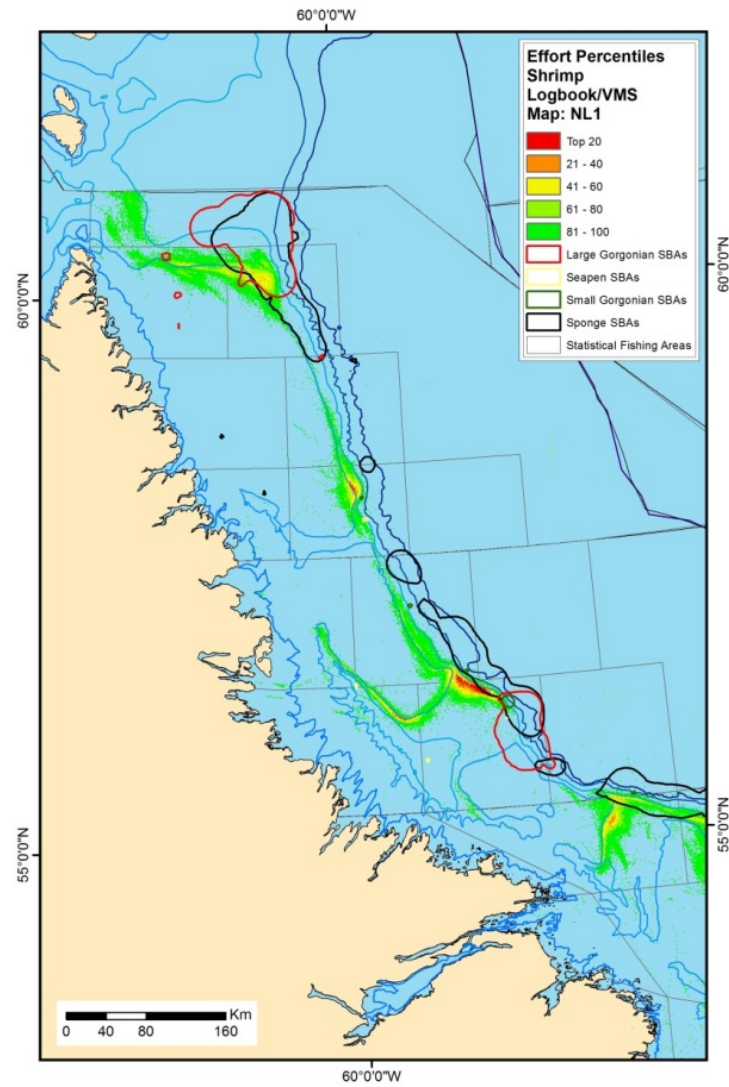 60°0'0"W
Effort Percentiles
Shrimp
Logbook/VMS
Map: NL1
Top 20
21 - 40
41 - 60
61 - 80
81 - 100
Large Gorgonian SBAs
Seapen SBAs
Small Gorgonian SBAs
Sponge SBAs
Statistical Fishing Areas
60°0'0"N
60°0'0"N
55°0'0"N
55°0'0"N
Km
0 40 80 160
60°0'0"W